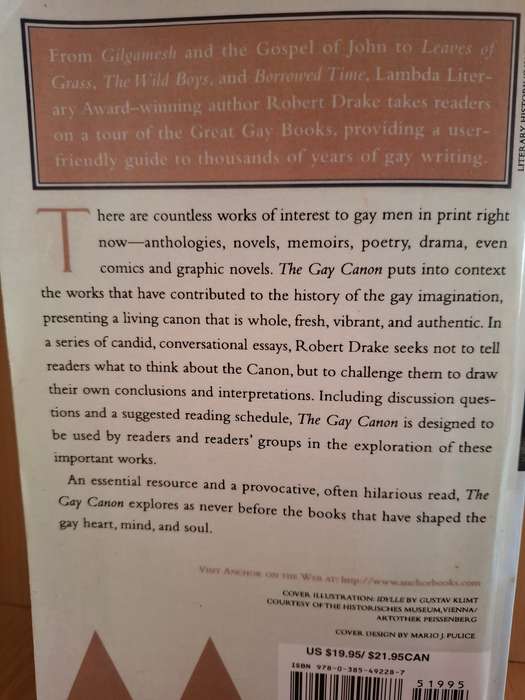 From Gilgamesh and the Gospel of John to Leaves of
Grass, The Wild Boys, and Borrowed Time, Lambda Liter-
ary Award–winning author Robert Drake takes readers
on a tour of the Great Gay Books, providing a user-
friendly guide to thousands of years of gay writing.
There are countless works of interest to gay men in print right
now—anthologies, novels, memoirs, poetry, drama, even
comics and graphic novels. The Gay Canon puts into context
the works that have contributed to the history of the gay imagination,
presenting a living canon that is whole, fresh, vibrant, and authentic. In
a series of candid, conversational essays, Robert Drake seeks not to tell
readers what to think about the Canon, but to challenge them to draw
their own conclusions and interpretations. Including discussion ques-
tions and a suggested reading schedule, The Gay Canon is designed to
be used by readers and readers' groups in the exploration of these
important works.
An essential resource and a provocative, often hilarious read, The
Gay Canon explores as never before the books that have shaped the
gay heart, mind, and soul.
VISIT ANCHOR ON THE WEB AT: http://www.anchorbooks.com
COVER ILLUSTRATION: IDYLLE BY GUSTAV KLIMT
COURTESY OF THE HISTORISCHES MUSEUM, VIENNA/
ARTOTHEK PEISSENBERG
COVER DESIGN BY MARIO J. PULICE
US $19.95/ $21.95CAN
ISBN 978-0-385-49228-7
51995
LITERARY HISTORY